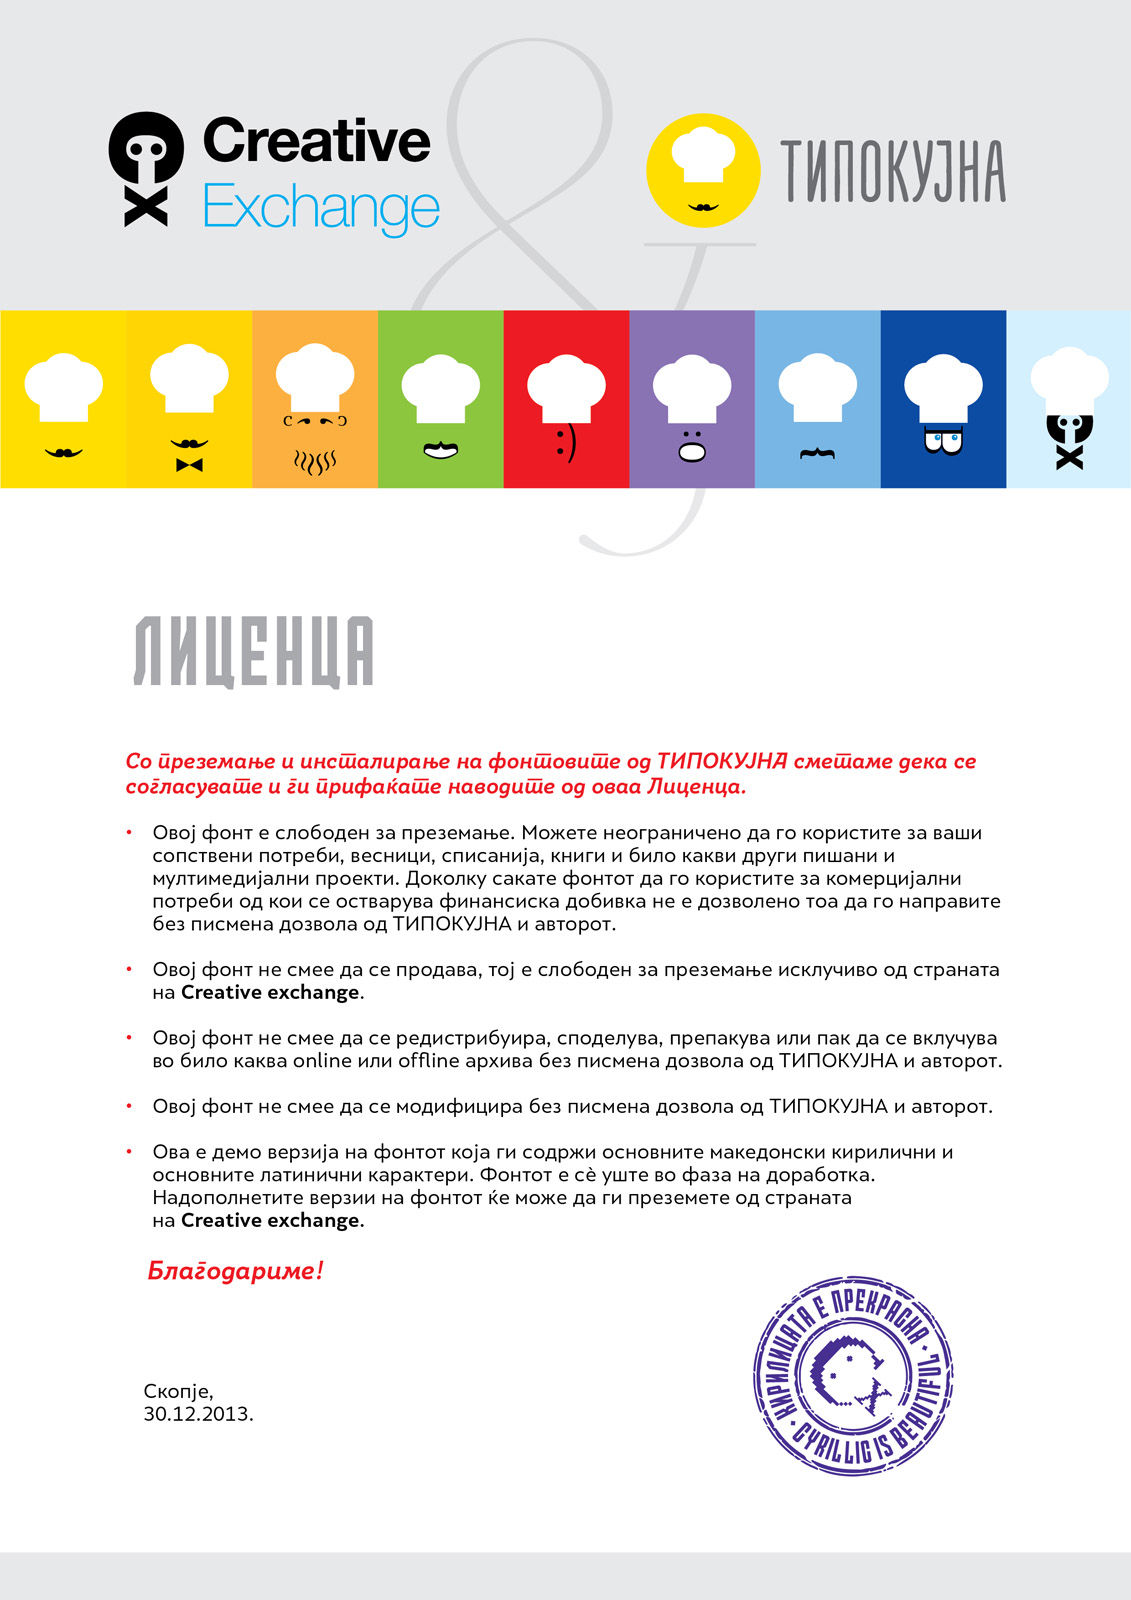 Creative
Exchange
&
ТИПОКУЈНА
ЛИЦЕНЦА
Со преземање и инсталирање на фонтовите од ТИПОКУЈНА сметаме дека се
согласувате и ги прифаќате наводите од оваа Лиценца.
• Овој фонт е слободен за преземање. Можете неограничено да го користите за ваши
сопствени потреби, весници, списанија, книги и било какви други пишани и
мултимедијални проекти. Доколку сакате фонтот да го користите за комерцијални
потреби од кои се остварува финансиска добивка не е дозволено тоа да го направите
без писмена дозвола од ТИПОКУЈНА и авторот.
• Овој фонт не смее да се продава, тој е слободен за преземање исклучиво од страната
на Creative exchange.
• Овој фонт не смее да се редистрибуира, споделува, препакува или пак да се вклучува
во било каква online или offline архива без писмена дозвола од ТИПОКУЈНА и авторот.
• Овој фонт не смее да се модифицира без писмена дозвола од ТИПОКУЈНА и авторот.
• Ова е демо верзија на фонтот која ги содржи основните македонски кирилични и
основните латинични карактери. Фонтот е сѐ уште во фаза на доработка.
Надополнетите верзии на фонтот ќе може да ги преземете од страната
на Creative exchange.
Благодариме!
Скопје,
30.12.2013.
КИРИЛИЦАТА Е ПРЕКРАСНА
CYRILLIC IS BEAUTIFUL